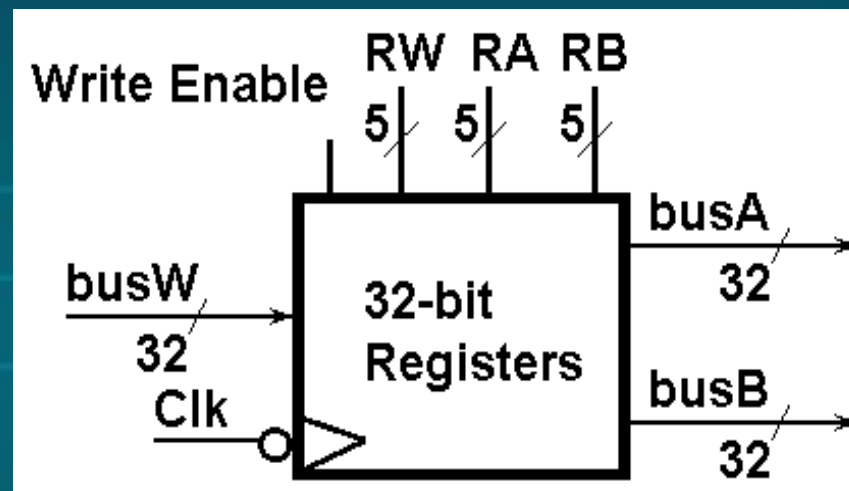 Write Enable
RW RA RB
5 5 5
busW
32
Clk
32-bit
Registers
busA
32
busB
32